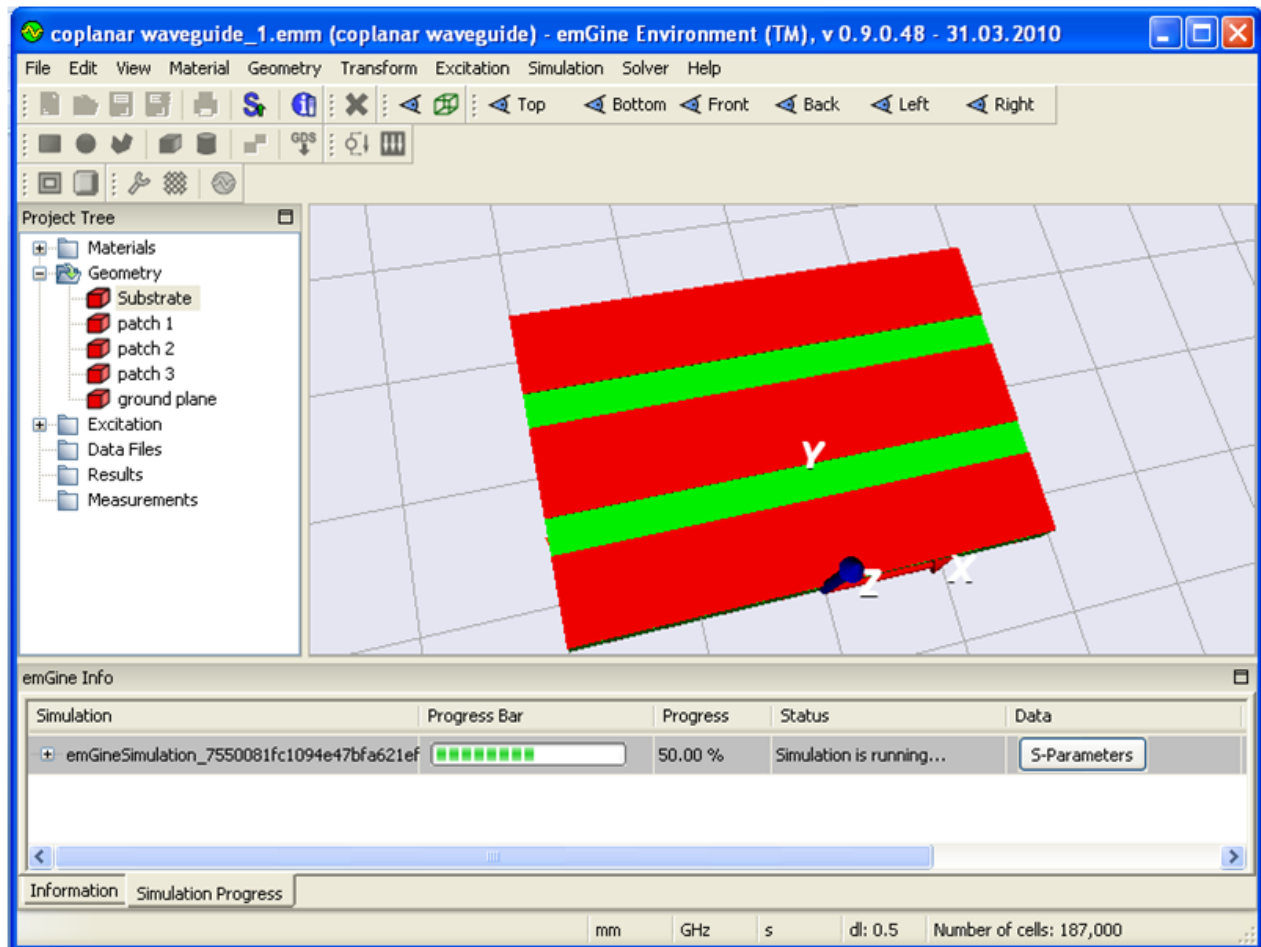 coplanar waveguide_1.emm (coplanar waveguide) - emGine Environment (TM), v 0.9.0.48 - 31.03.2010
File Edit View Material Geometry Transform Excitation Simulation Solver Help
S Top Bottom Front Back Left Right
GDS
Project Tree
Materials
Geometry
Substrate
patch 1
patch 2
patch 3
ground plane
Excitation
Data Files
Results
Measurements
Y
Z X
emGine Info
Simulation Progress Bar Progress Status Data
emGineSimulation_7550081fc1094e47bfa621ef 50.00 % Simulation is running... S-Parameters
Information Simulation Progress
mm GHz s dl: 0.5 Number of cells: 187,000